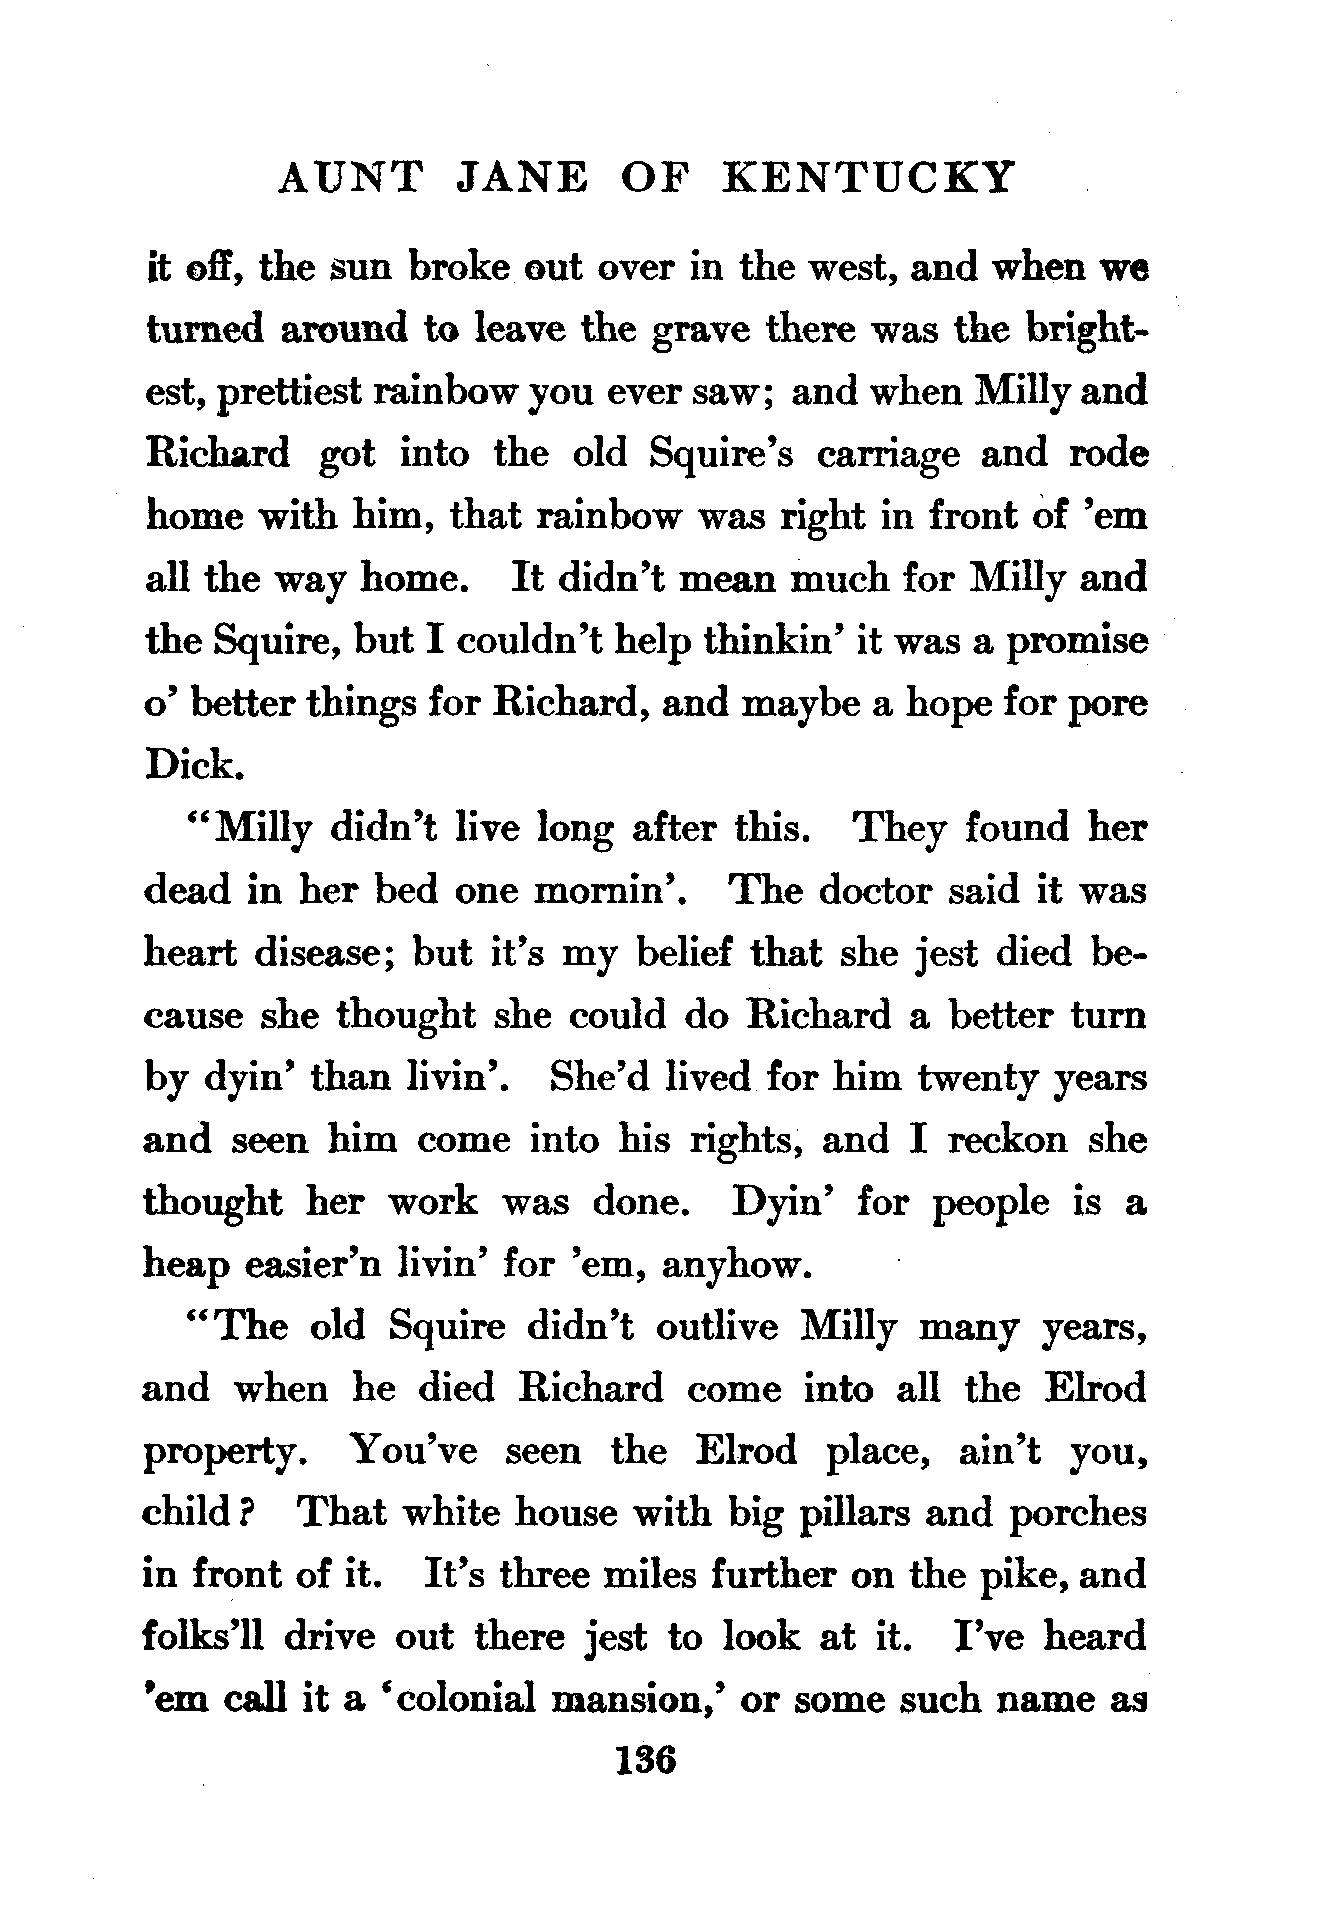 AUNT JANE OF KENTUCKY
it off, the sun broke out over in the west, and when we
turned around to leave the grave there was the bright-
est, prettiest rainbow you ever saw; and when Milly and
Richard got into the old Squire's carriage and rode
home with him, that rainbow was right in front of 'em
all the way home. It didn't mean much for Milly and
the Squire, but I couldn't help thinkin' it was a promise
o' better things for Richard, and maybe a hope for pore
Dick.
"Milly didn't live long after this. They found her
dead in her bed one mornin'. The doctor said it was
heart disease; but it's my belief that she jest died be-
cause she thought she could do Richard a better turn
by dyin' than livin'. She'd lived for him twenty years
and seen him come into his rights, and I reckon she
thought her work was done. Dyin' for people is a
heap easier'n livin' for 'em, anyhow.
"The old Squire didn't outlive Milly many years,
and when he died Richard come into all the Elrod
property. You've seen the Elrod place, ain't you,
child? That white house with big pillars and porches
in front of it. It's three miles further on the pike, and
folks'll drive out there jest to look at it. I've heard
'em call it a 'colonial mansion,' or some such name as
136